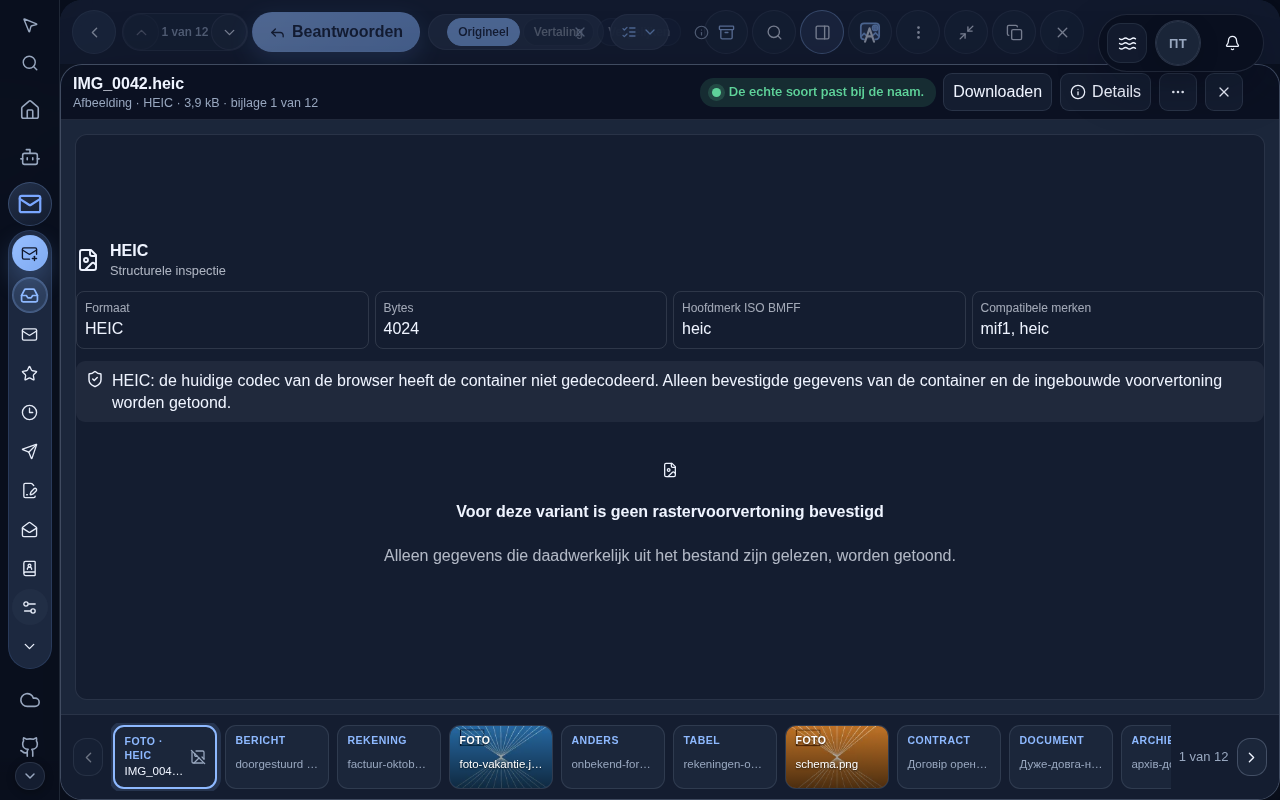 1 van 12
Beantwoorden
Origineel
Vertaling
ПТ
IMG_0042.heic
Afbeelding · HEIC · 3,9 kB · bijlage 1 van 12
De echte soort past bij de naam.
Downloaden
Details
HEIC
Structurele inspectie
Formaat
HEIC
Bytes
4024
Hoofdmerk ISO BMFF
heic
Compatibele merken
mif1, heic
HEIC: de huidige codec van de browser heeft de container niet gedecodeerd. Alleen bevestigde gegevens van de container en de ingebouwde voorvertoning
worden getoond.
Voor deze variant is geen rastervoorvertoning bevestigd
Alleen gegevens die daadwerkelijk uit het bestand zijn gelezen, worden getoond.
FOTO ·
HEIC
IMG_004…
BERICHT
doorgestuurd …
REKENING
factuur-oktob…
FOTO
foto-vakantie.j…
ANDERS
onbekend-for…
TABEL
rekeningen-o…
FOTO
schema.png
CONTRACT
Договір орен…
DOCUMENT
Дуже-довга-н…
ARCHIE
архів-до
1 van 12